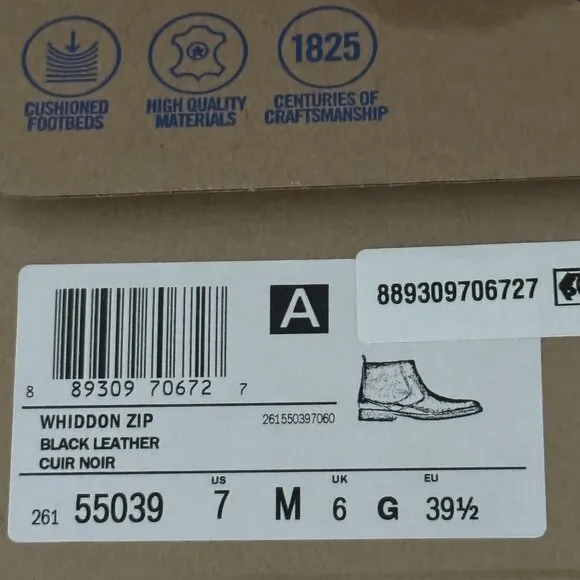 CUSHIONED
FOOTBEDS
HIGH QUALITY
MATERIALS
1825
CENTURIES OF
CRAFTSMANSHIP
889309706727
A
8 89309 70672 7
WHIDDON ZIP
261550397060
BLACK LEATHER
CUIR NOIR
US
UK
EU
261 55039 7 M 6 G 39½